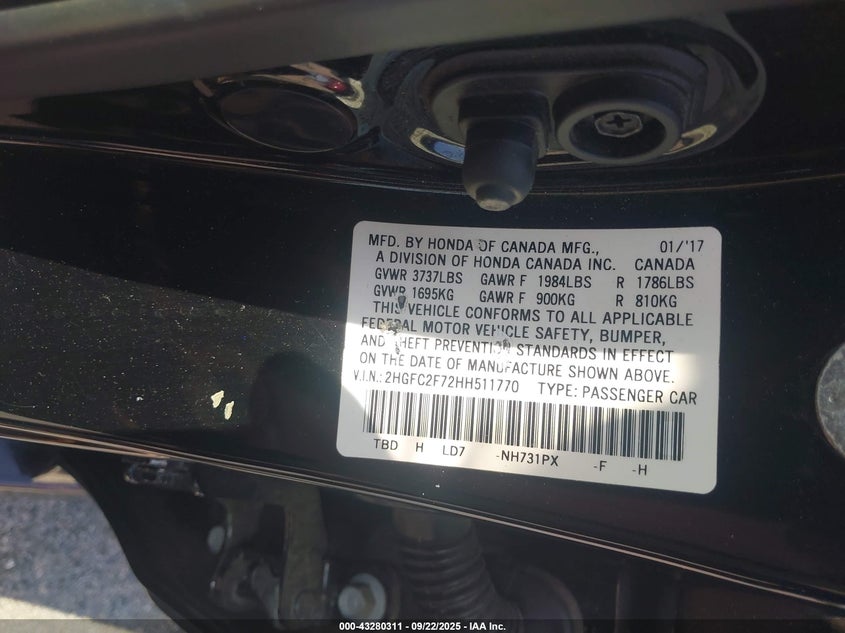 MFD. BY HONDA OF CANADA MFG., 01/'17
A DIVISION OF HONDA CANADA INC. CANADA
GVWR 3737LBS GAWR F 1984LBS R 1786LBS
GVWR 1695KG GAWR F 900KG R 810KG
THIS VEHICLE CONFORMS TO ALL APPLICABLE
FEDERAL MOTOR VEHICLE SAFETY, BUMPER,
AND THEFT PREVENTION STANDARDS IN EFFECT
ON THE DATE OF MANUFACTURE SHOWN ABOVE.
V.I.N.: 2HGFC2F72HH511770 TYPE: PASSENGER CAR
TBD H LD7 -NH731PX -F -H
000-43280311 - 09/22/2025 - IAA Inc.